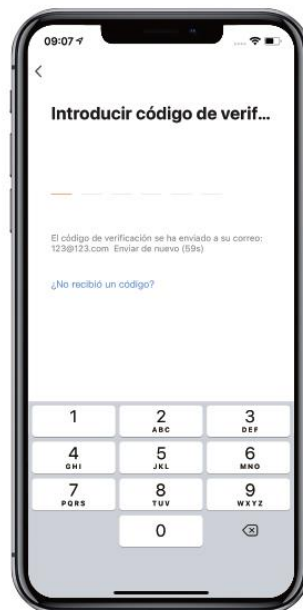 09:07
Introducir código de verif...
El código de verificación se ha enviado a su correo:
123@123.com Enviar de nuevo (59s)
¿No recibió un código?
1 2 3
ABC DEF
4 5 6
GHI JKL MNO
7 8 9
PQRS TUV WXYZ
0